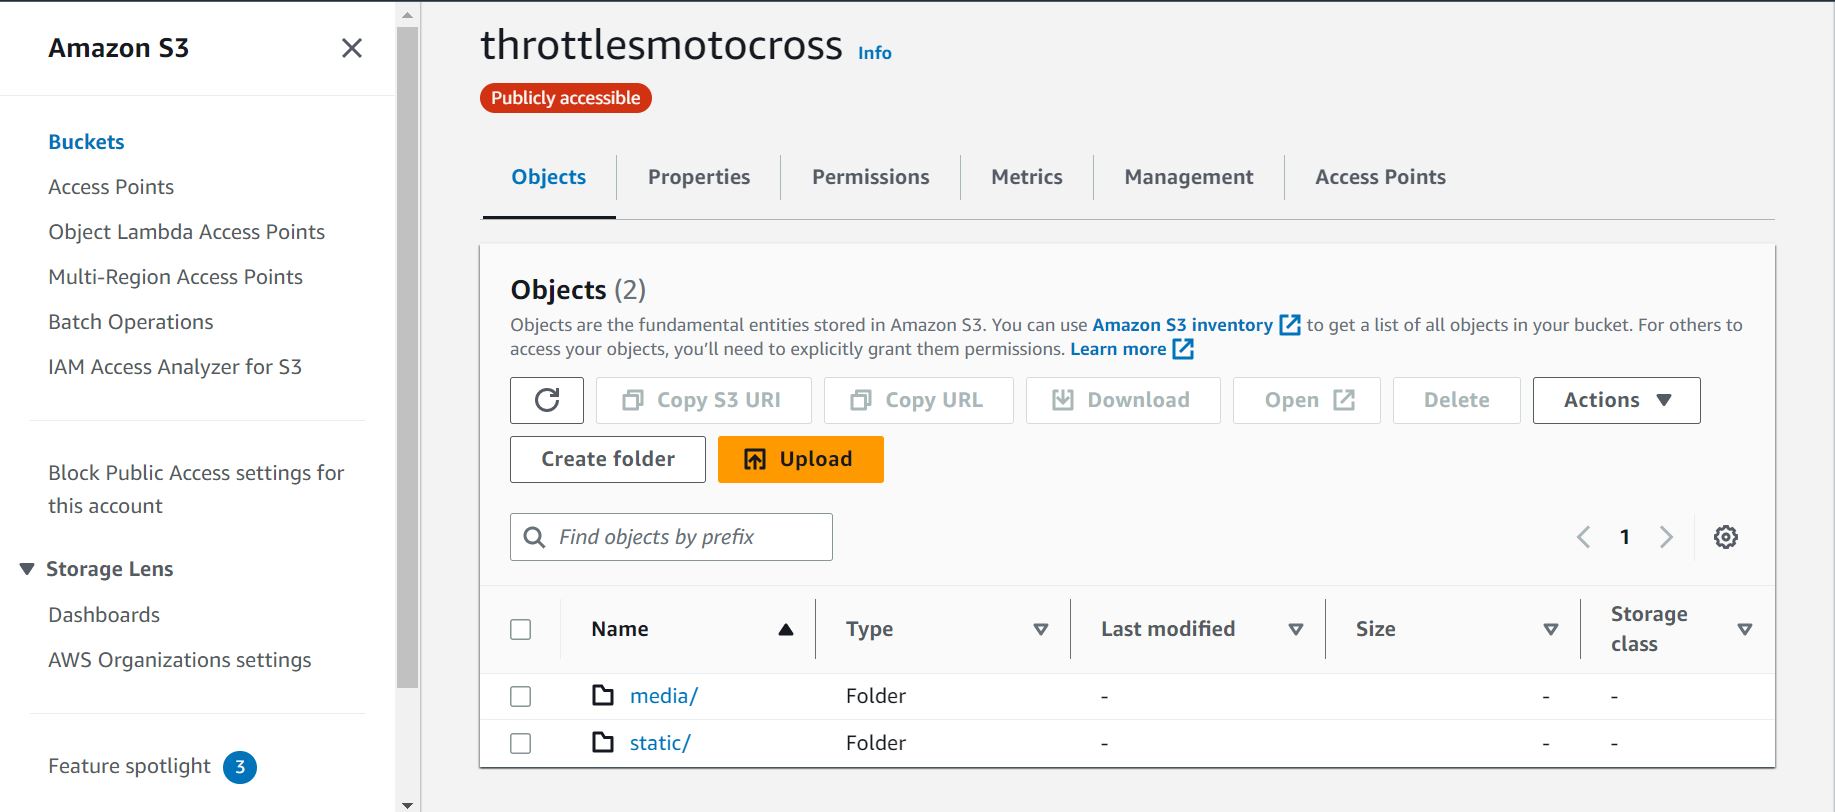 Amazon S3
Buckets
Access Points
Object Lambda Access Points
Multi-Region Access Points
Batch Operations
IAM Access Analyzer for S3
Block Public Access settings for
this account
Storage Lens
Dashboards
AWS Organizations settings
Feature spotlight 3
throttlesmotocross Info
Publicly accessible
Objects Properties Permissions Metrics Management Access Points
Objects (2)
Objects are the fundamental entities stored in Amazon S3. You can use Amazon S3 inventory to get a list of all objects in your bucket. For others to
access your objects, you’ll need to explicitly grant them permissions. Learn more
Copy S3 URI Copy URL Download Open Delete Actions
Create folder Upload
Find objects by prefix 1
Name Type Last modified Size Storage
class
media/ Folder - - -
static/ Folder - - -